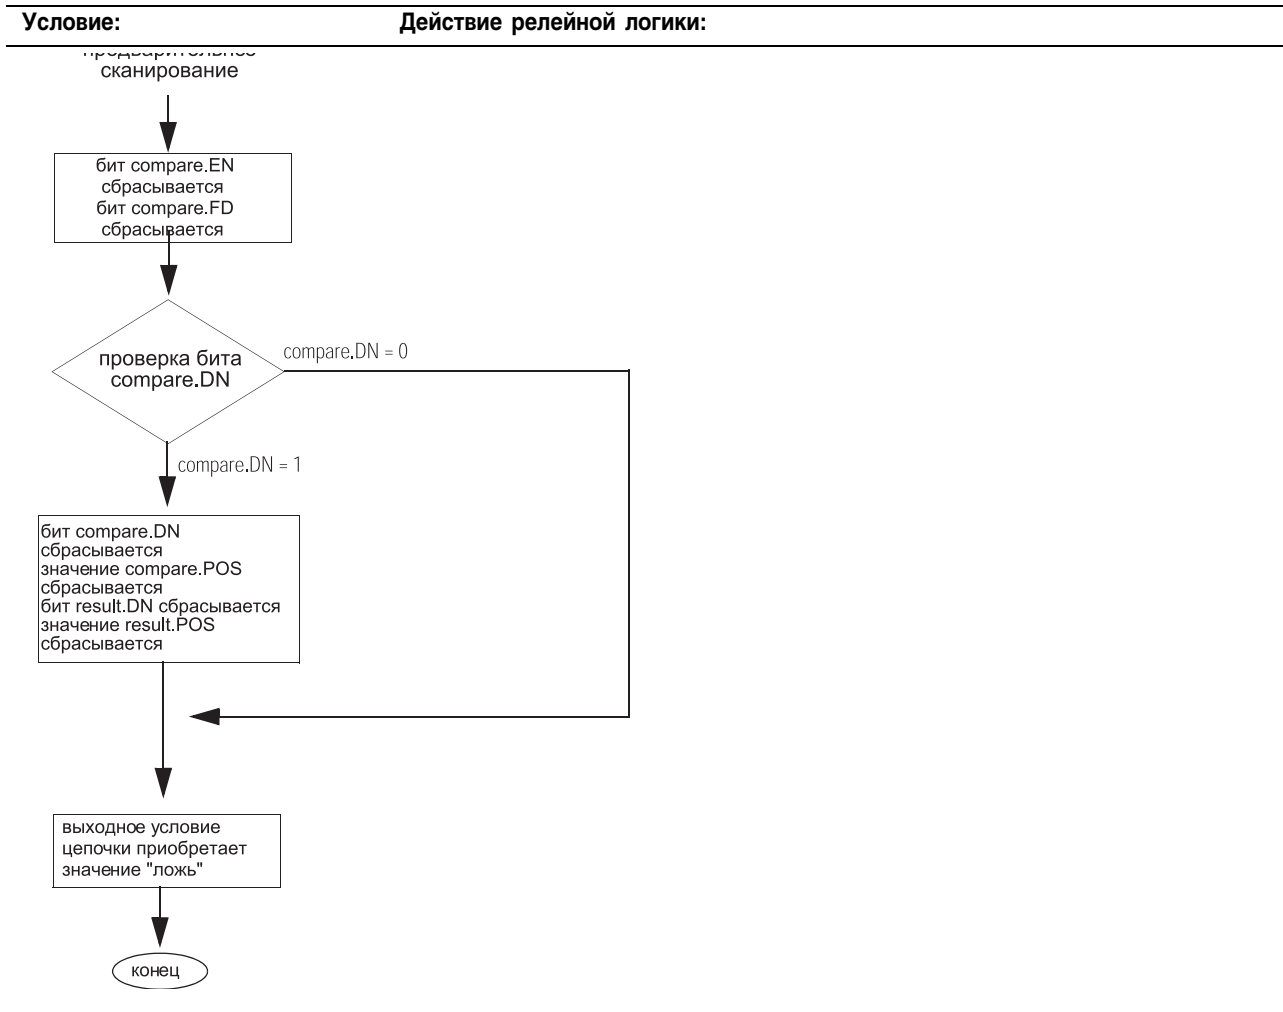 Условие: Действие релейной логики:
предварительное
сканирование
бит compare.EN
сбрасывается
бит compare.FD
сбрасывается
проверка бита
compare.DN
compare.DN = 0
compare.DN = 1
бит compare.DN
сбрасывается
значение compare.POS
сбрасывается
бит result.DN сбрасывается
значение result.POS
сбрасывается
выходное условие
цепочки приобретает
значение "ложь"
конец